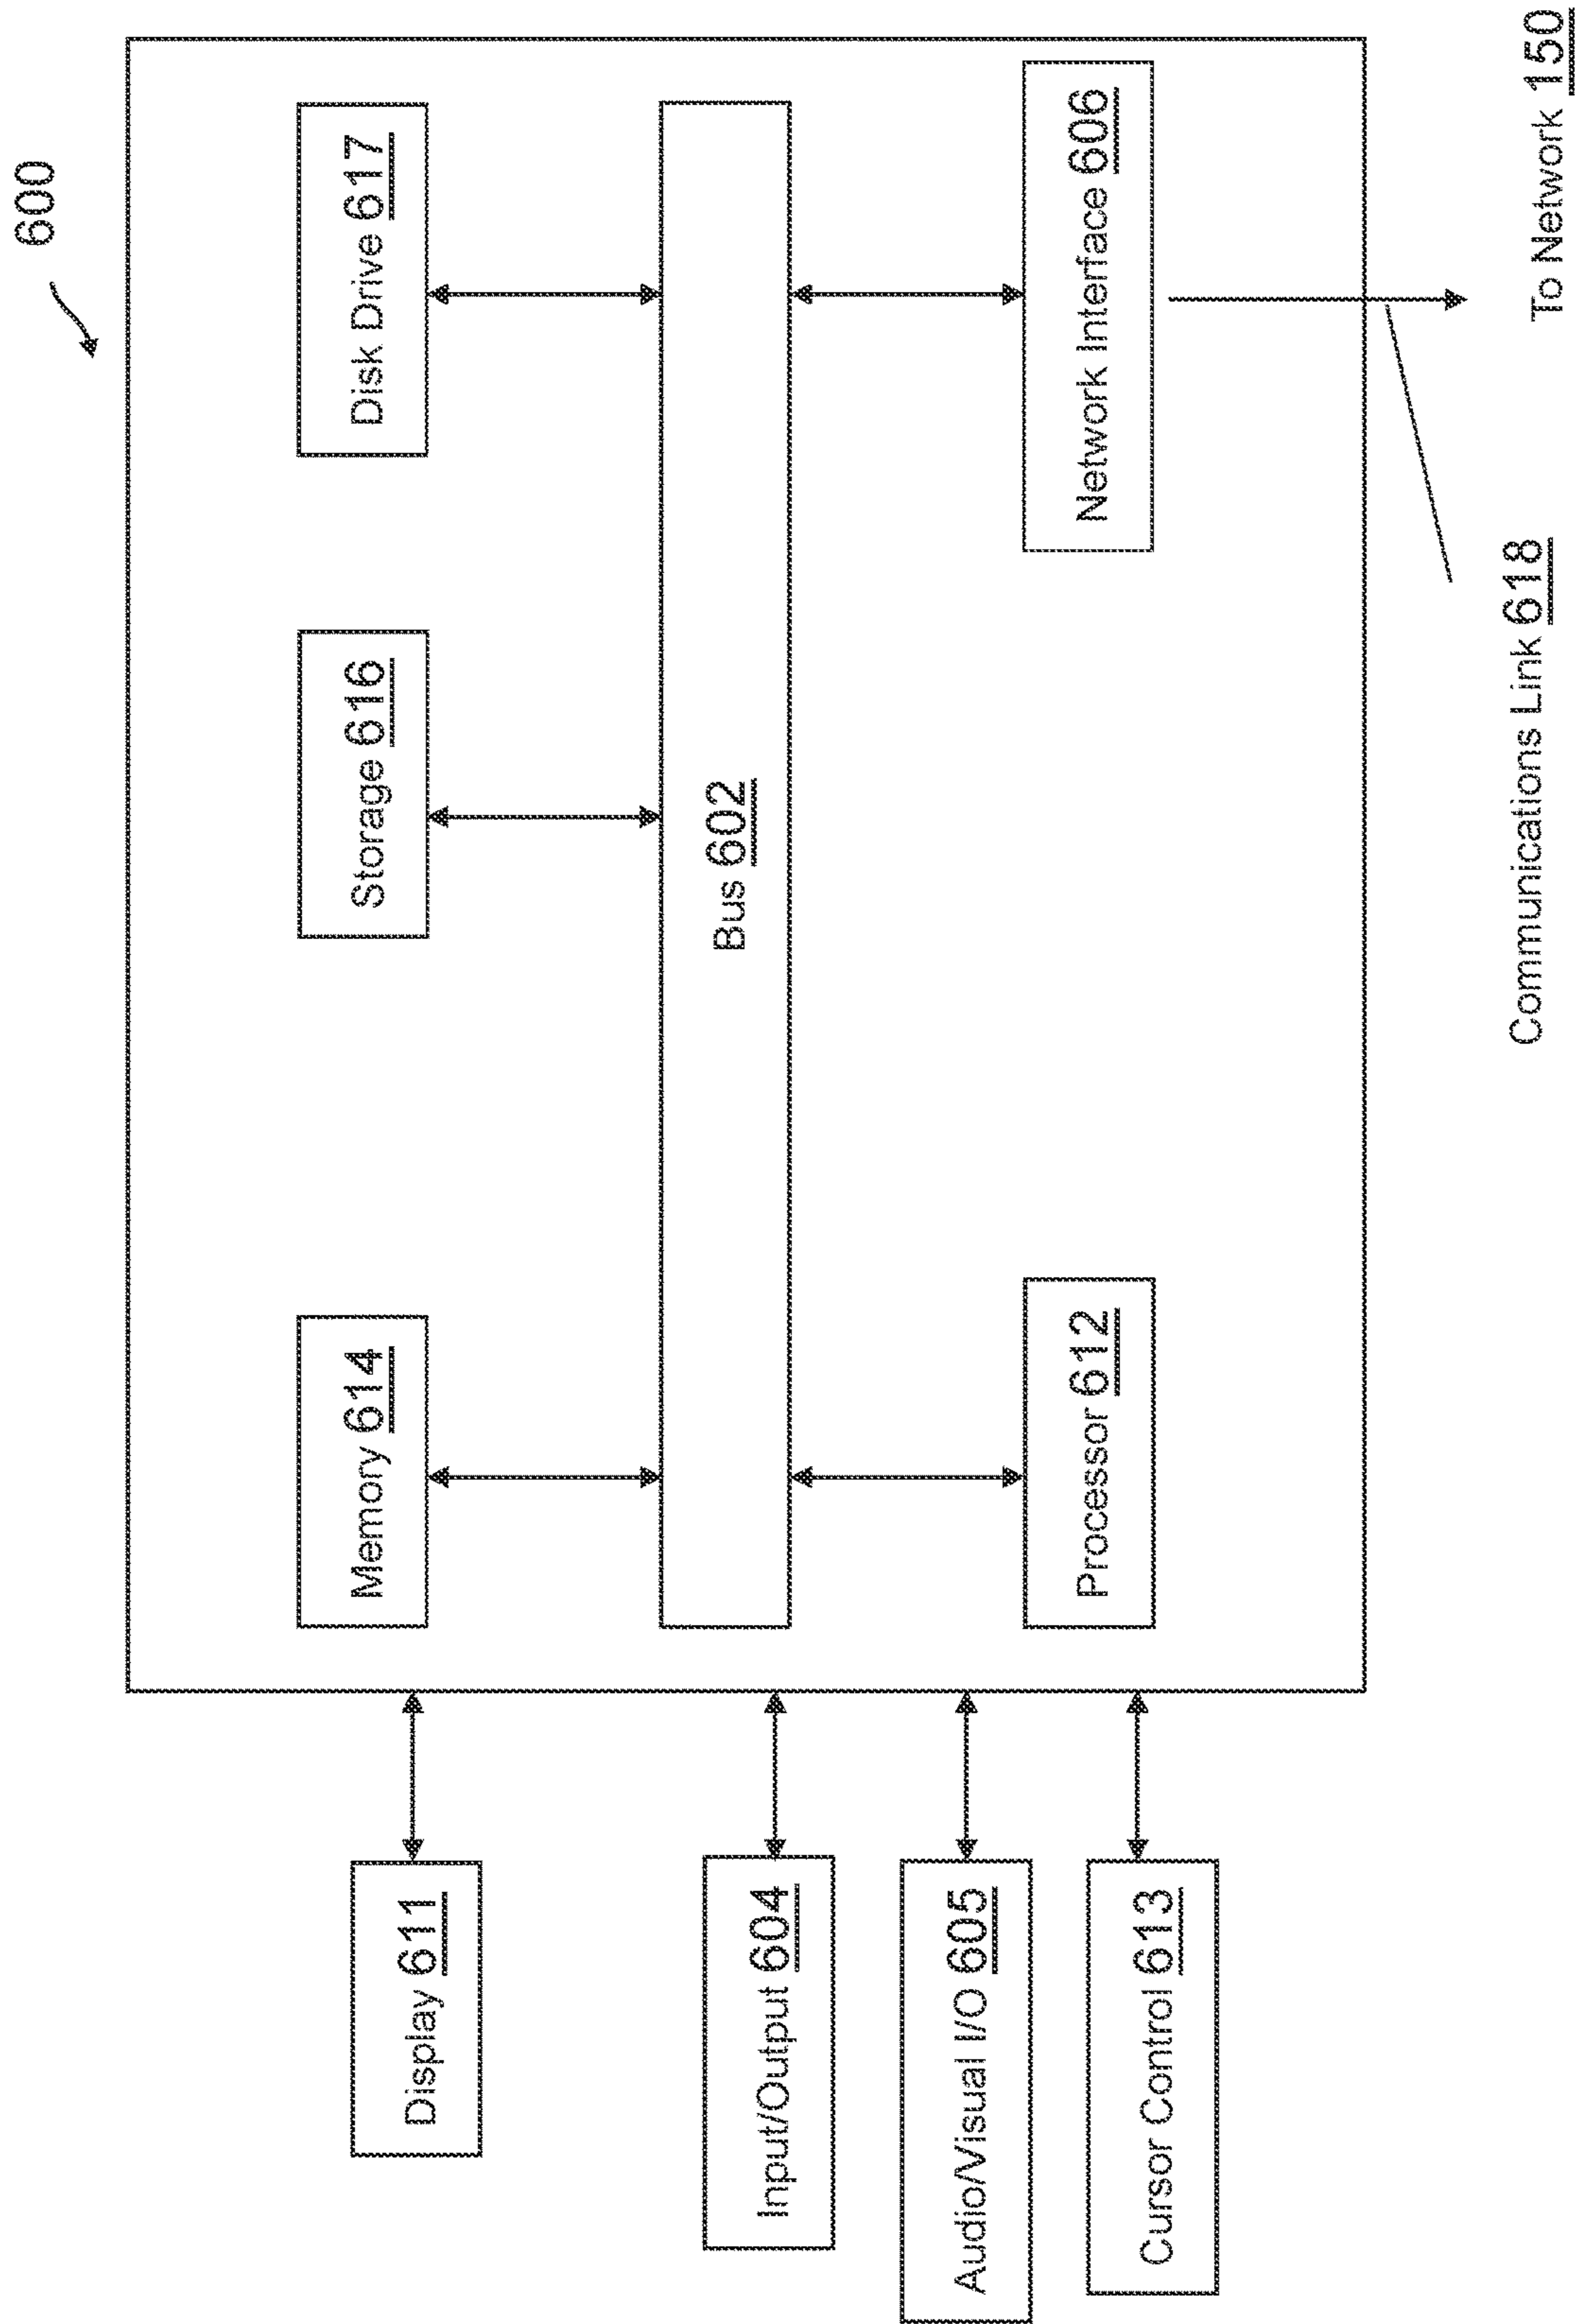 600
Display 611
Memory 614
Storage 616
Disk Drive 617
Input/Output 604
Bus 602
Audio/Visual I/O 605
Cursor Control 613
Processor 612
Network Interface 606
Communications Link 618
To Network 150